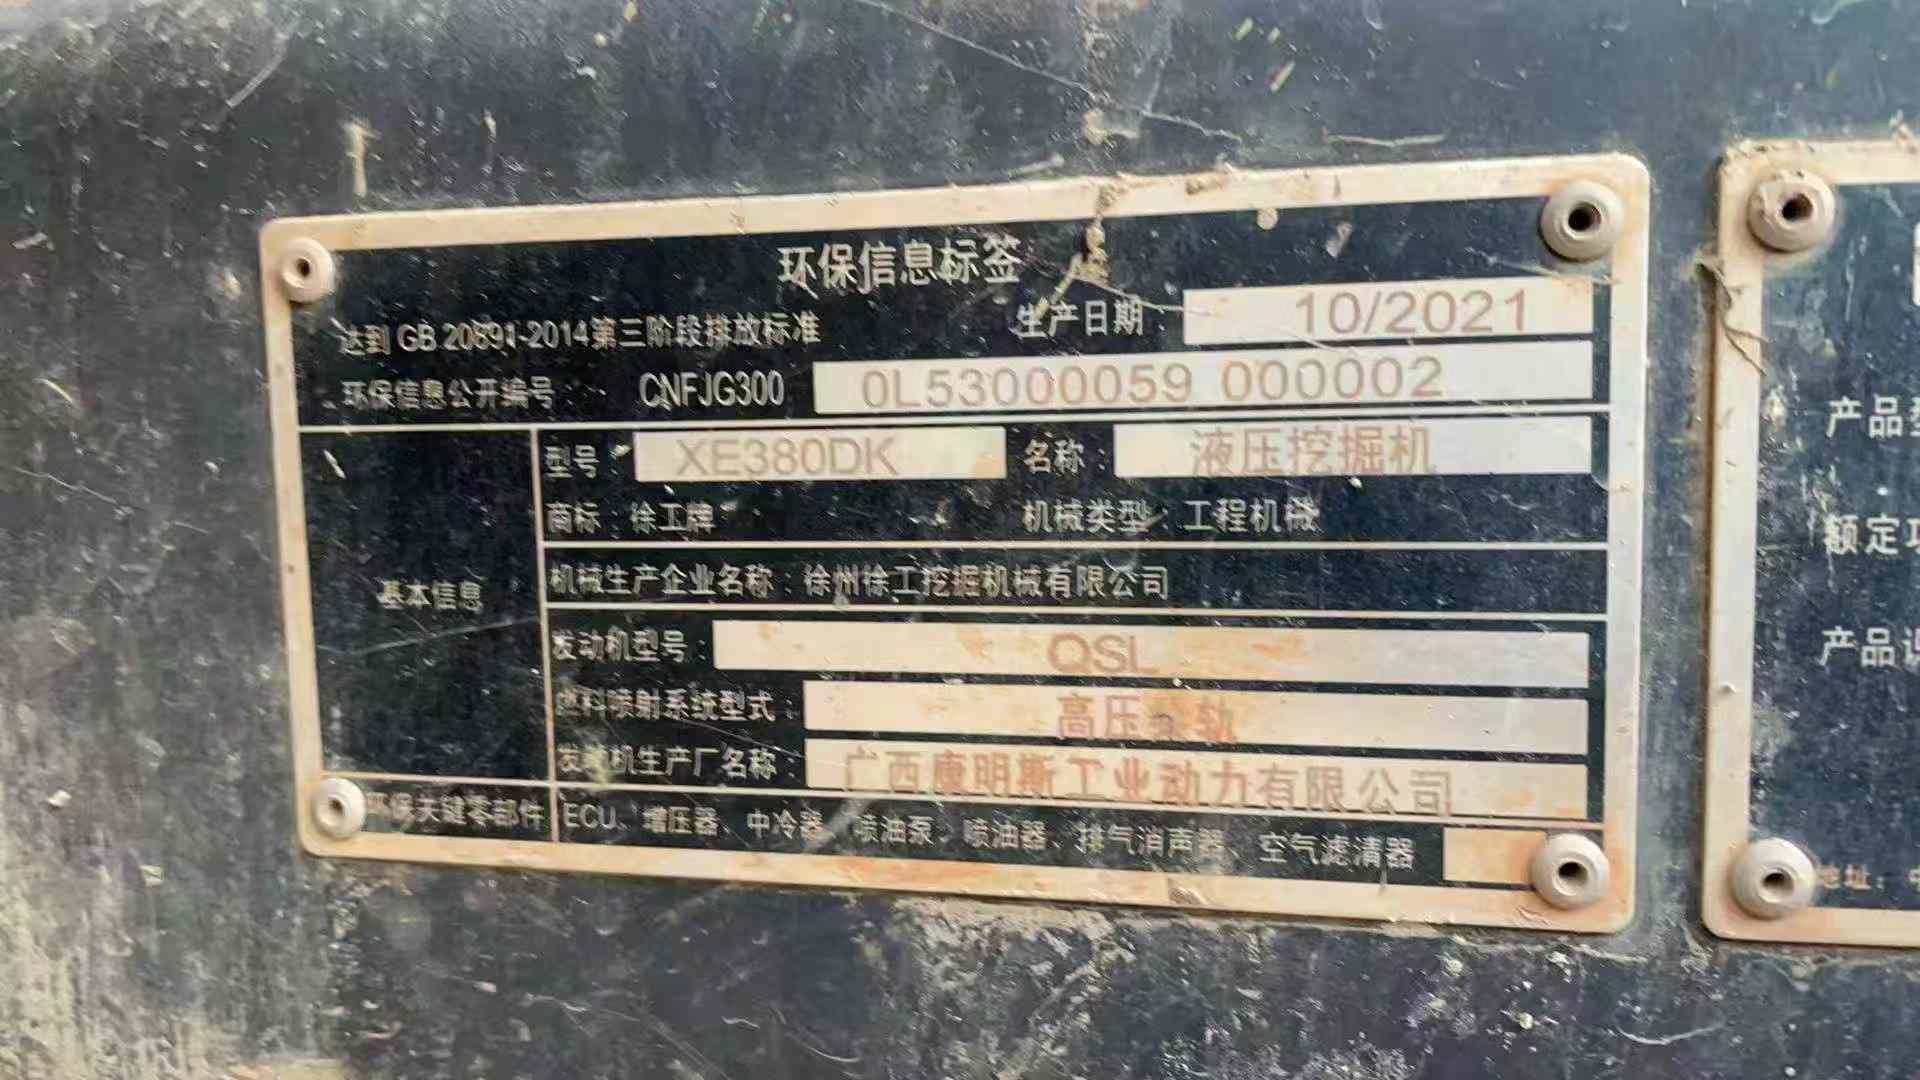 环保信息标签
达到 GB 20891-2014第三阶段排放标准 生产日期: 10/2021
环保信息公开编号: CNFJG300 0L53000059 000002
基本信息
型号: XE380DK 名称: 液压挖掘机
商标: 徐工牌 机械类型: 工程机械
机械生产企业名称: 徐州徐工挖掘机械有限公司
发动机型号: QSL
燃料喷射系统型式: 高压共轨
发动机生产厂名称: 广西康明斯工业动力有限公司
环保关键零部件 ECU、增压器、中冷器、喷油泵、喷油器、排气消声器、空气滤清器
产品
额定
产品
地址: